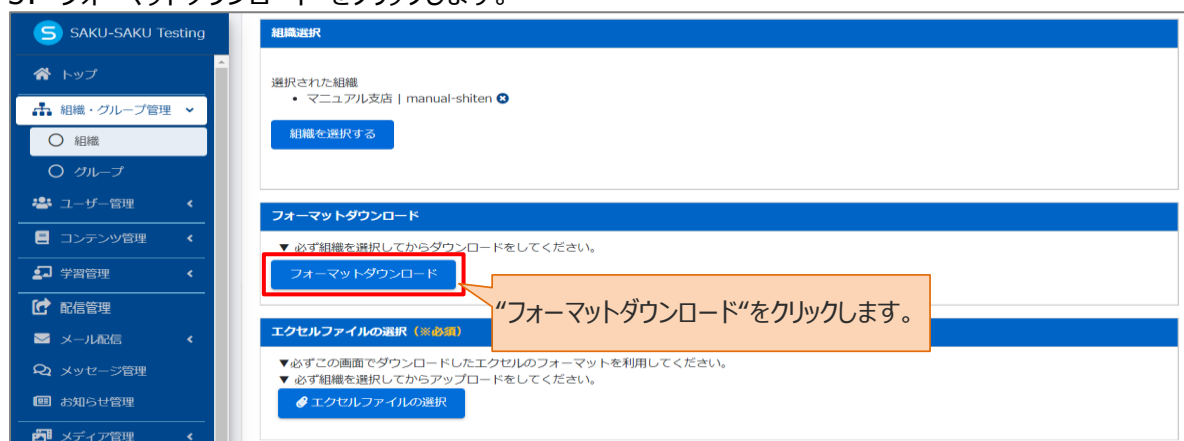 SAKU-SAKU Testing
トップ
組織・グループ管理
組織
グループ
ユーザー管理
コンテンツ管理
学習管理
配信管理
メール配信
メッセージ管理
お知らせ管理
メディア管理
組織選択
選択された組織
• マニュアル支店 | manual-shiten
組織を選択する
フォーマットダウンロード
▼ 必ず組織を選択してからダウンロードをしてください。
フォーマットダウンロード
“フォーマットダウンロード“をクリックします。
エクセルファイルの選択（※必須）
▼必ずこの画面でダウンロードしたエクセルのフォーマットを利用してください。
▼ 必ず組織を選択してからアップロードをしてください。
エクセルファイルの選択